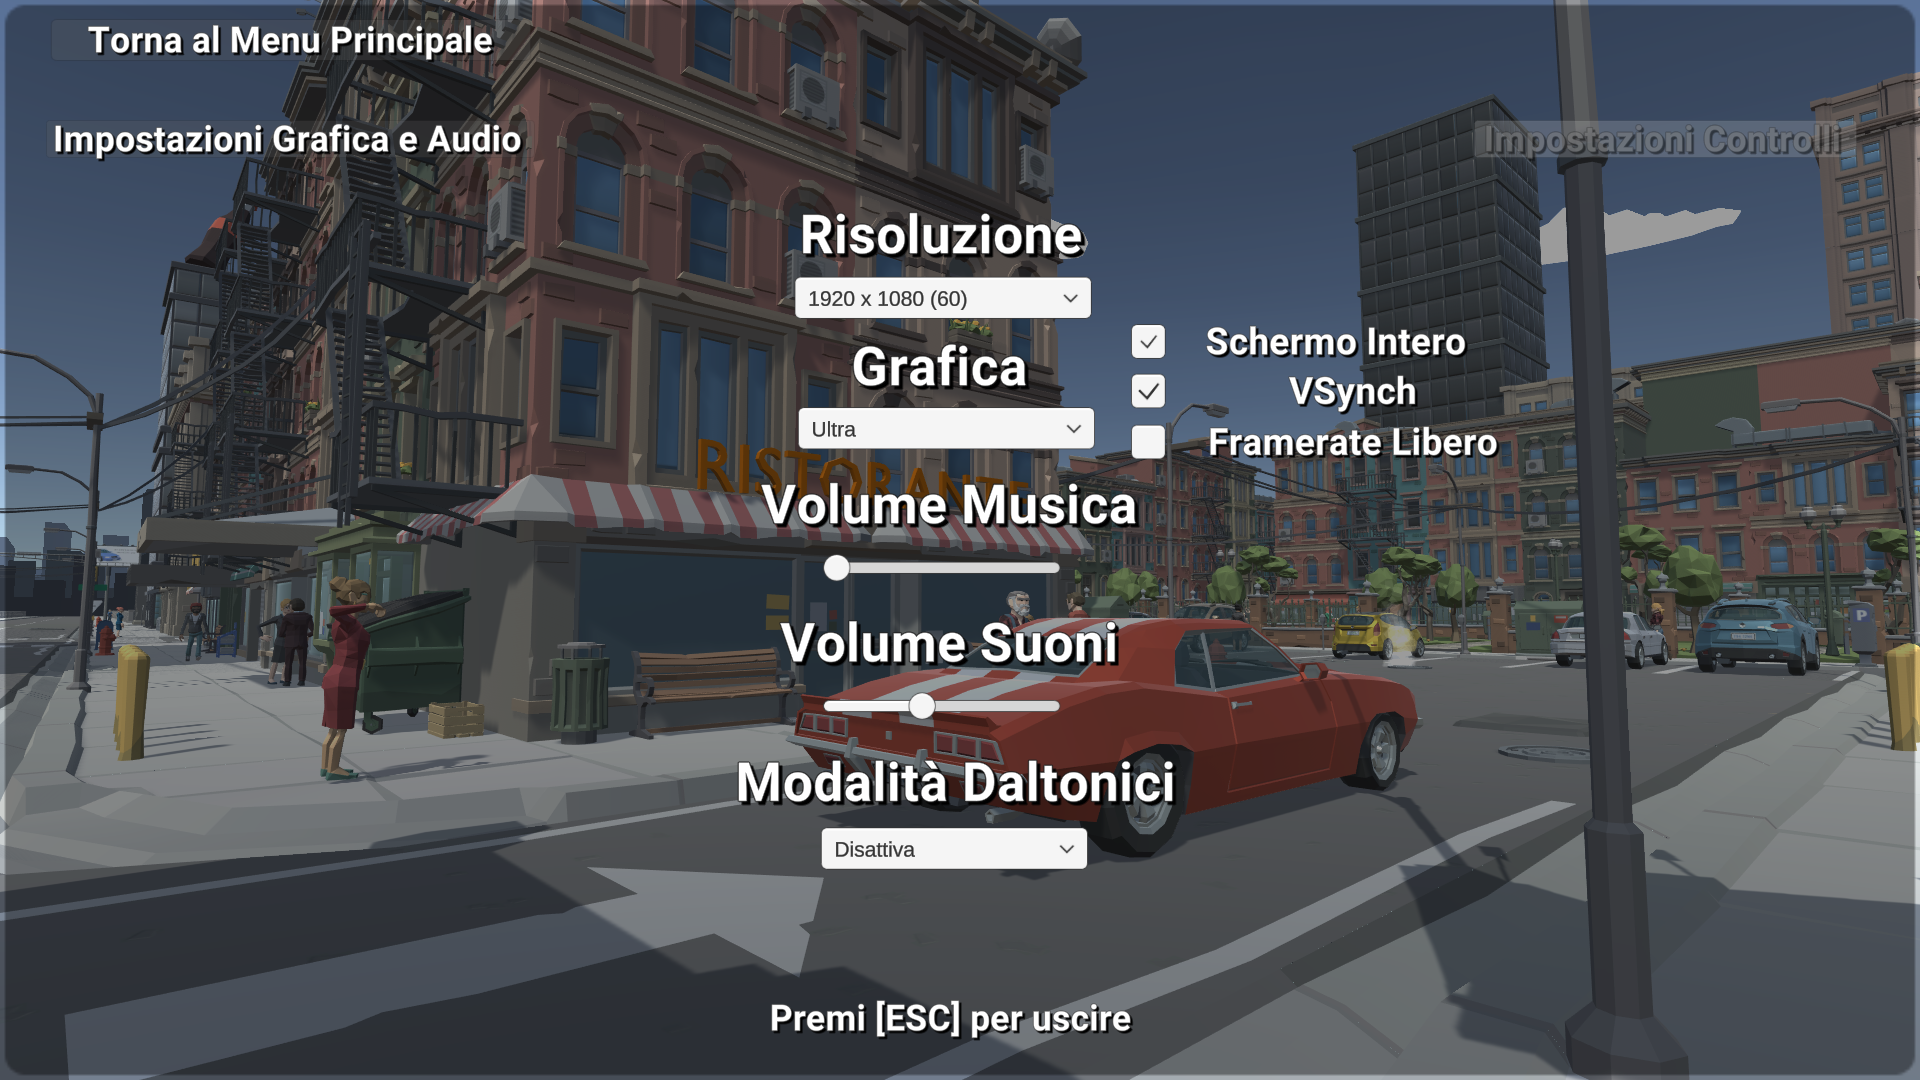 Torna al Menu Principale
Impostazioni Grafica e Audio
Impostazioni Controlli
Risoluzione
1920 x 1080 (60)
Schermo Intero
Grafica
VSynch
Ultra
Framerate Libero
RISTORANTE
Volume Musica
Volume Suoni
P
Modalità Daltonici
Disattiva
Premi [ESC] per uscire